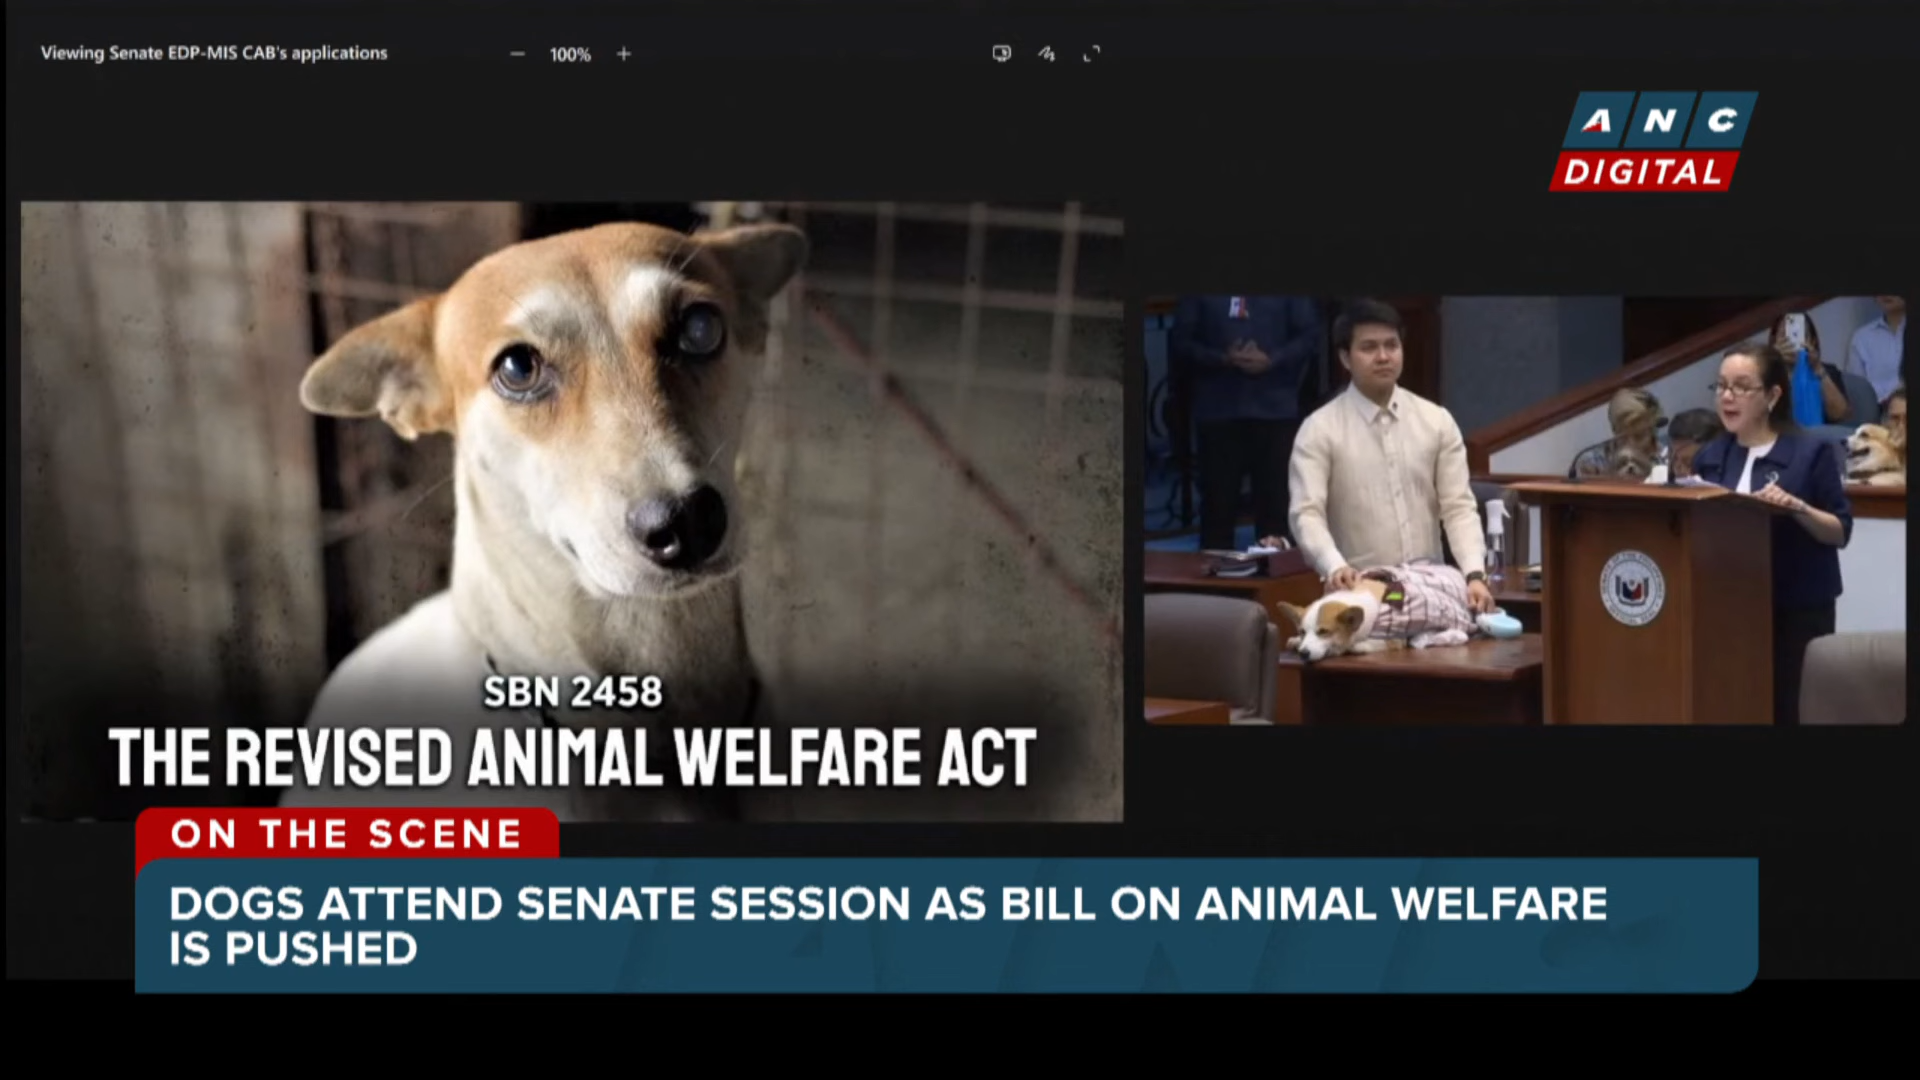 Viewing Senate EDP-MIS CAB's applications
100%
ANC
DIGITAL
SBN 2458
THE REVISED ANIMAL WELFARE ACT
ON THE SCENE
DOGS ATTEND SENATE SESSION AS BILL ON ANIMAL WELFARE
IS PUSHED